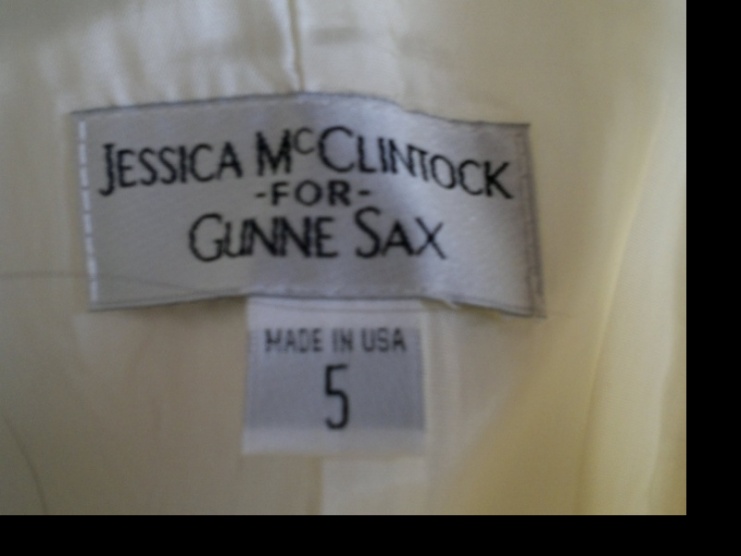 JESSICA McCLINTOCK
-FOR-
GUNNE SAX
MADE IN USA
5